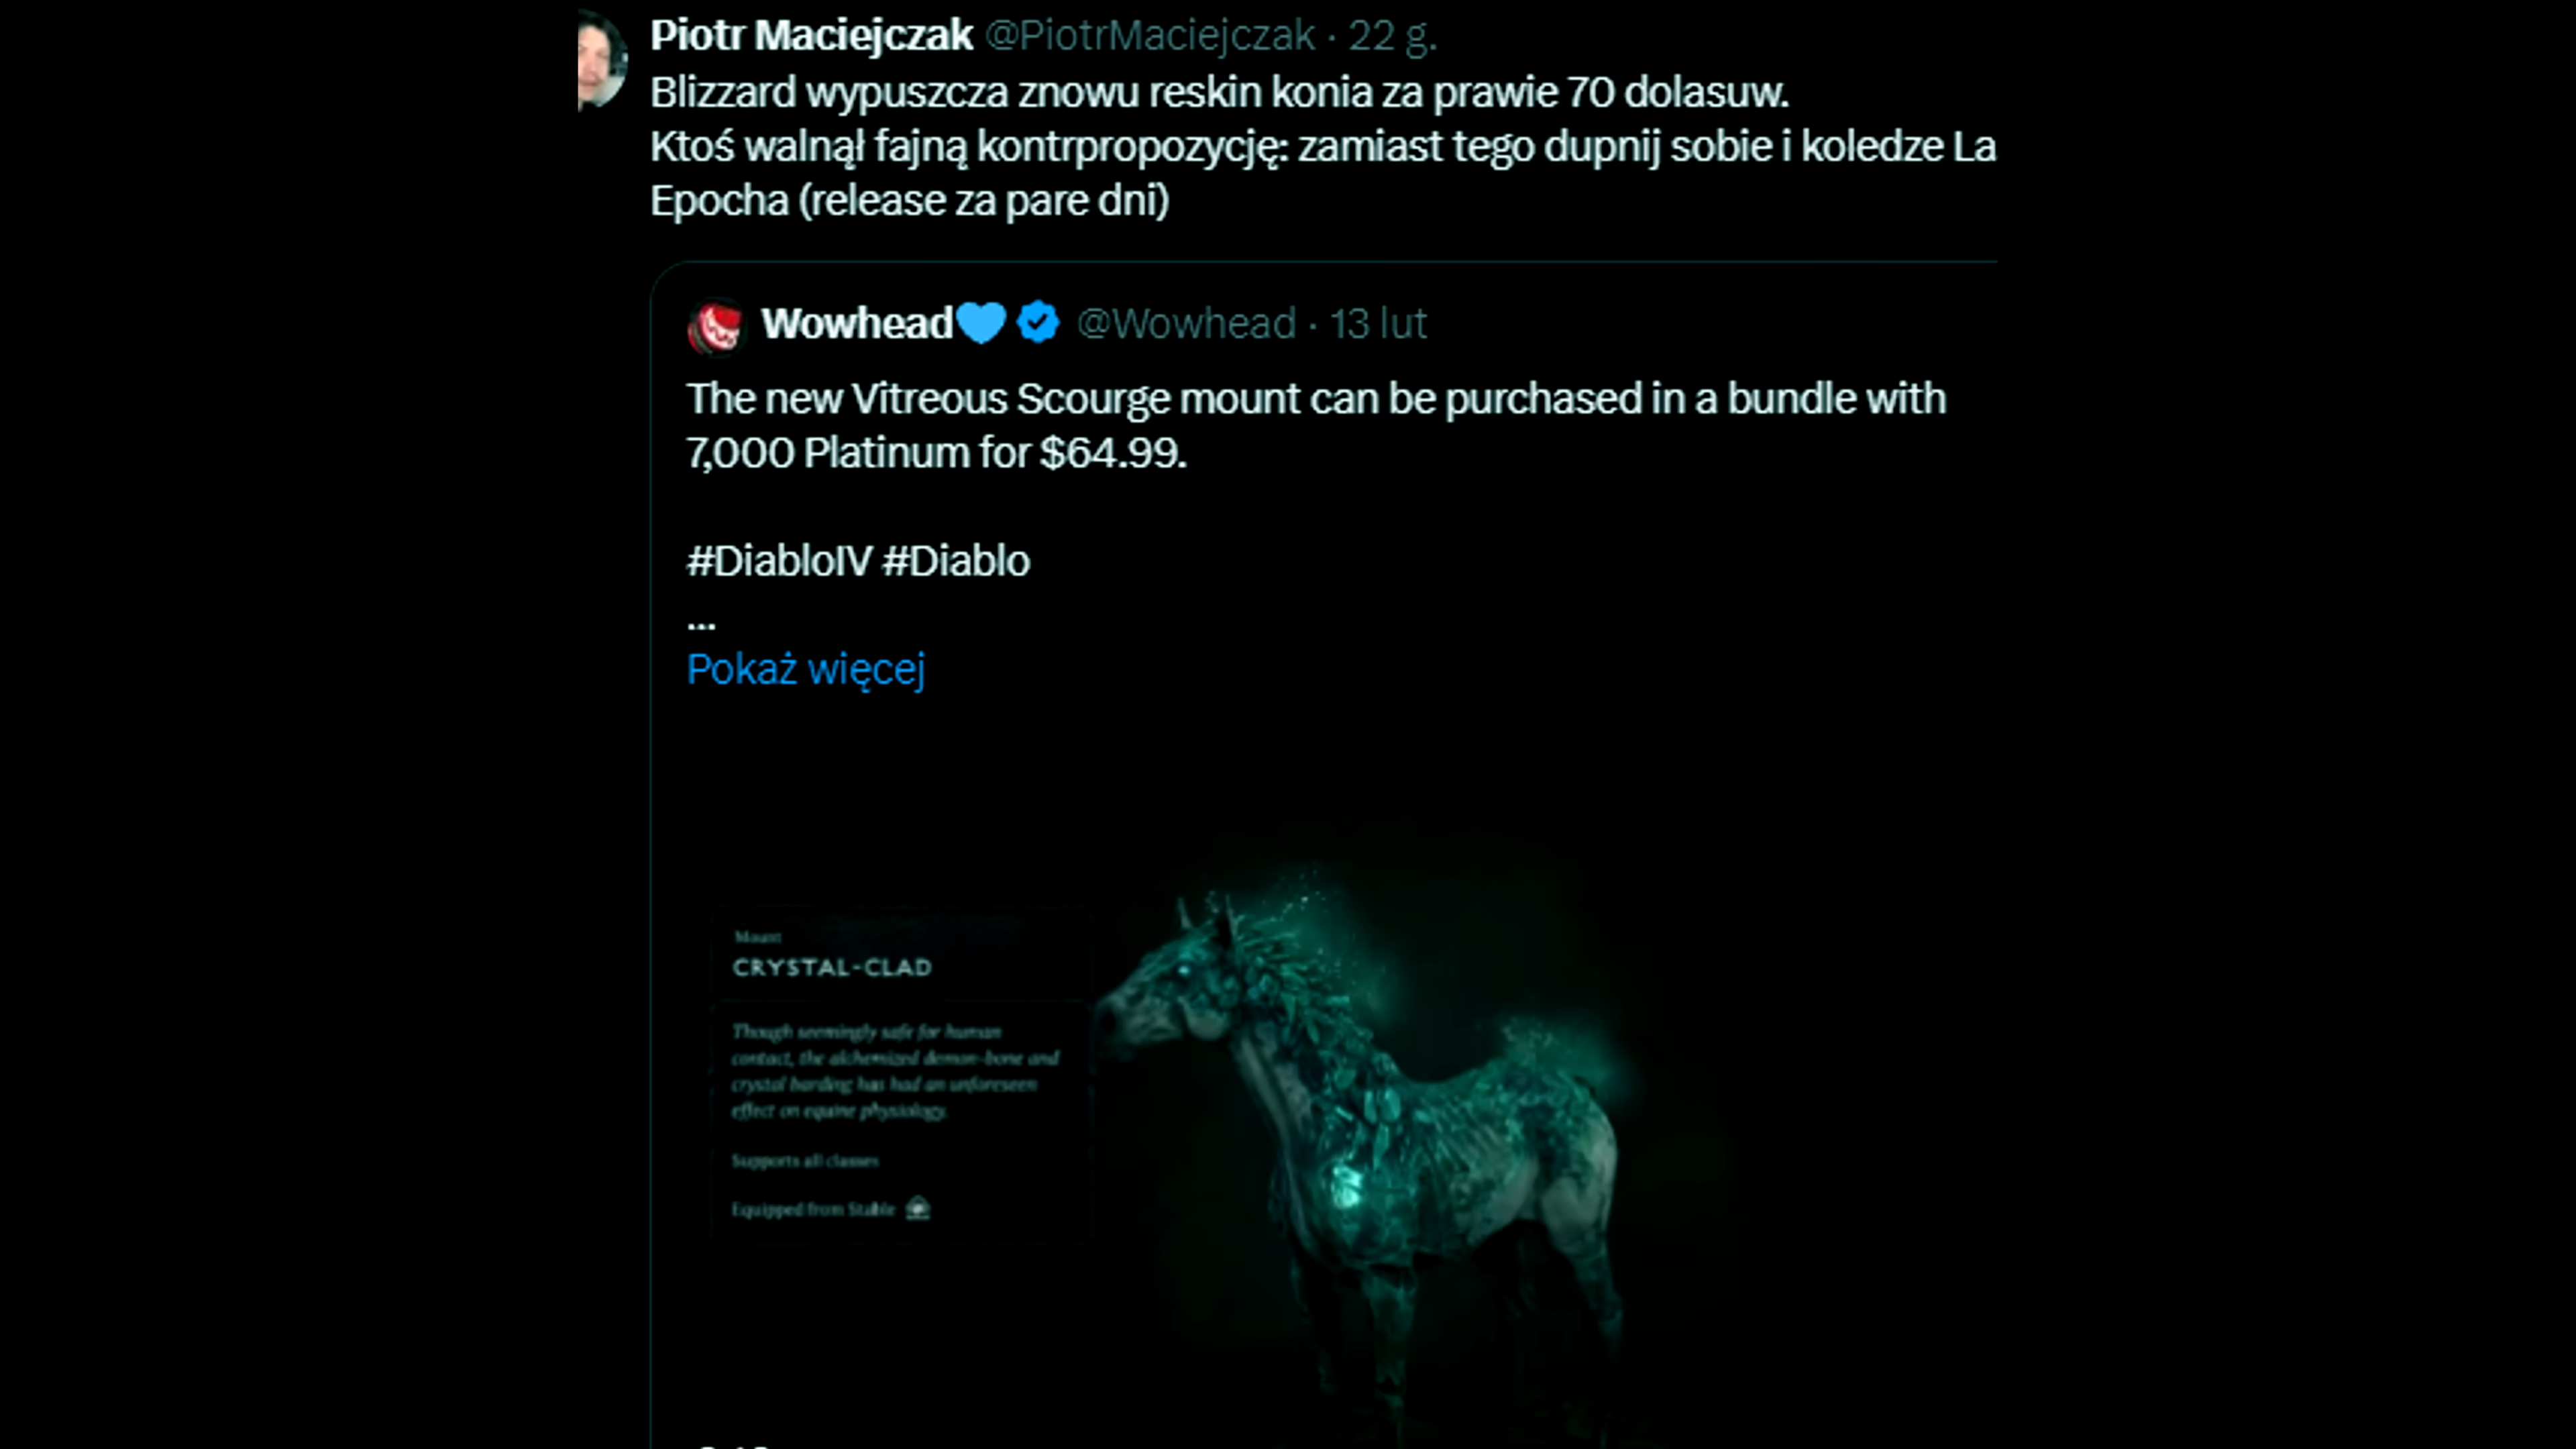 Piotr Maciejczak @PiotrMaciejczak · 22 g.
Blizzard wypuszcza znowu reskin konia za prawie 70 dolasuw.
Ktoś walnął fajną kontrpropozycję: zamiast tego dupnij sobie i koledze La
Epocha (release za pare dni)
Wowhead💙 @Wowhead · 13 lut
The new Vitreous Scourge mount can be purchased in a bundle with
7,000 Platinum for $64.99.
#DiabloIV #Diablo
...
Pokaż więcej
Mount
CRYSTAL-CLAD
Though seemingly safe for human
contact, the alchemized demon-bone and
crystal barding has had an unforeseen
effect on equine physiology.
Supports all classes
Equipped from Stable